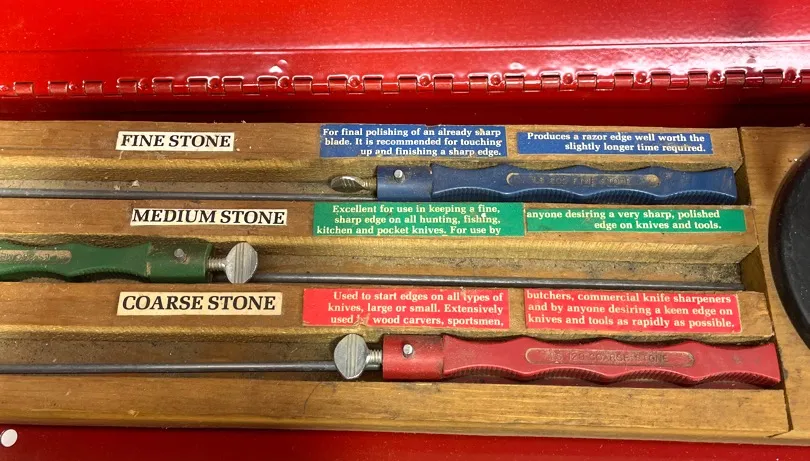 FINE STONE
For final polishing of an already sharp
blade. It is recommended for touching
up and finishing a sharp edge.
Produces a razor edge well worth the
slightly longer time required.
MEDIUM STONE
Excellent for use in keeping a fine,
sharp edge on all hunting, fishing,
kitchen and pocket knives. For use by
anyone desiring a very sharp, polished
edge on knives and tools.
COARSE STONE
Used to start edges on all types of
knives, large or small. Extensively
used by wood carvers, sportsmen,
butchers, commercial knife sharpeners
and by anyone desiring a keen edge on
knives and tools as rapidly as possible.
STONE